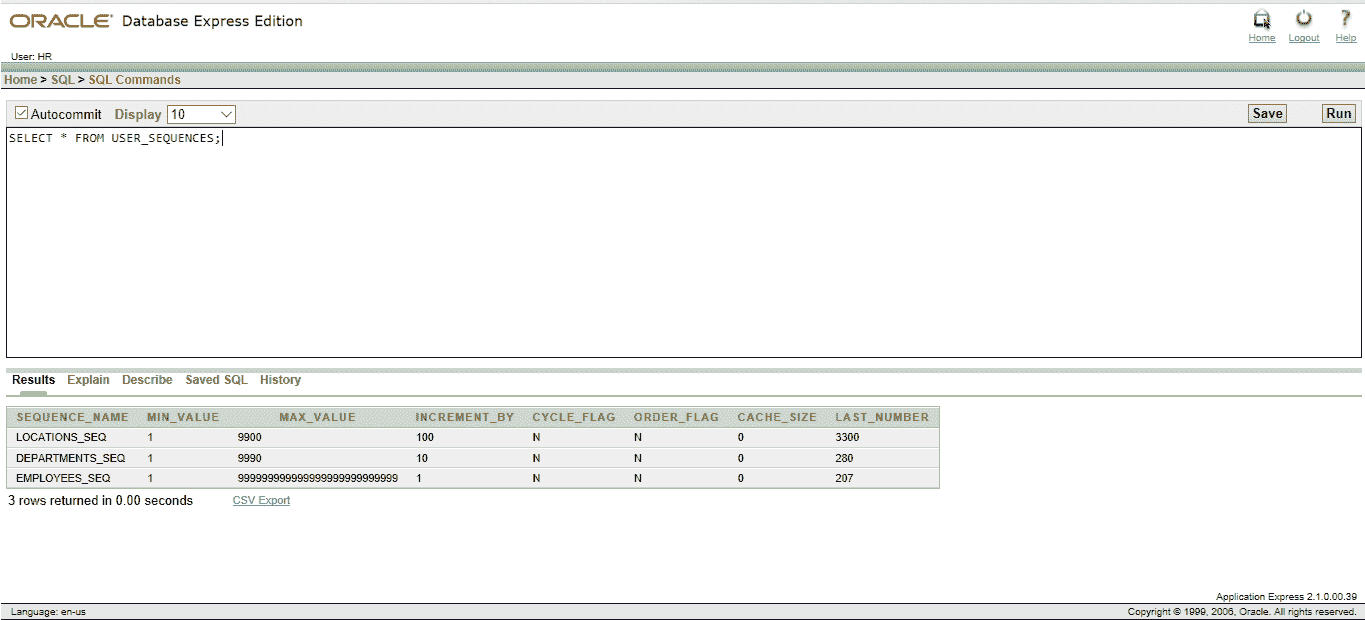 ORACLE® Database Express Edition
Home Logout Help
User: HR
Home > SQL > SQL Commands
Autocommit Display 10 Save Run
SELECT * FROM USER_SEQUENCES;
Results Explain Describe Saved SQL History
SEQUENCE_NAME MIN_VALUE MAX_VALUE INCREMENT_BY CYCLE_FLAG ORDER_FLAG CACHE_SIZE LAST_NUMBER
LOCATIONS_SEQ 1 9900 100 N N 0 3300
DEPARTMENTS_SEQ 1 9990 10 N N 0 280
EMPLOYEES_SEQ 1 999999999999999999999999999 1 N N 0 207
3 rows returned in 0.00 seconds CSV Export
Application Express 2.1.0.00.39
Language: en-us Copyright © 1999, 2006, Oracle. All rights reserved.